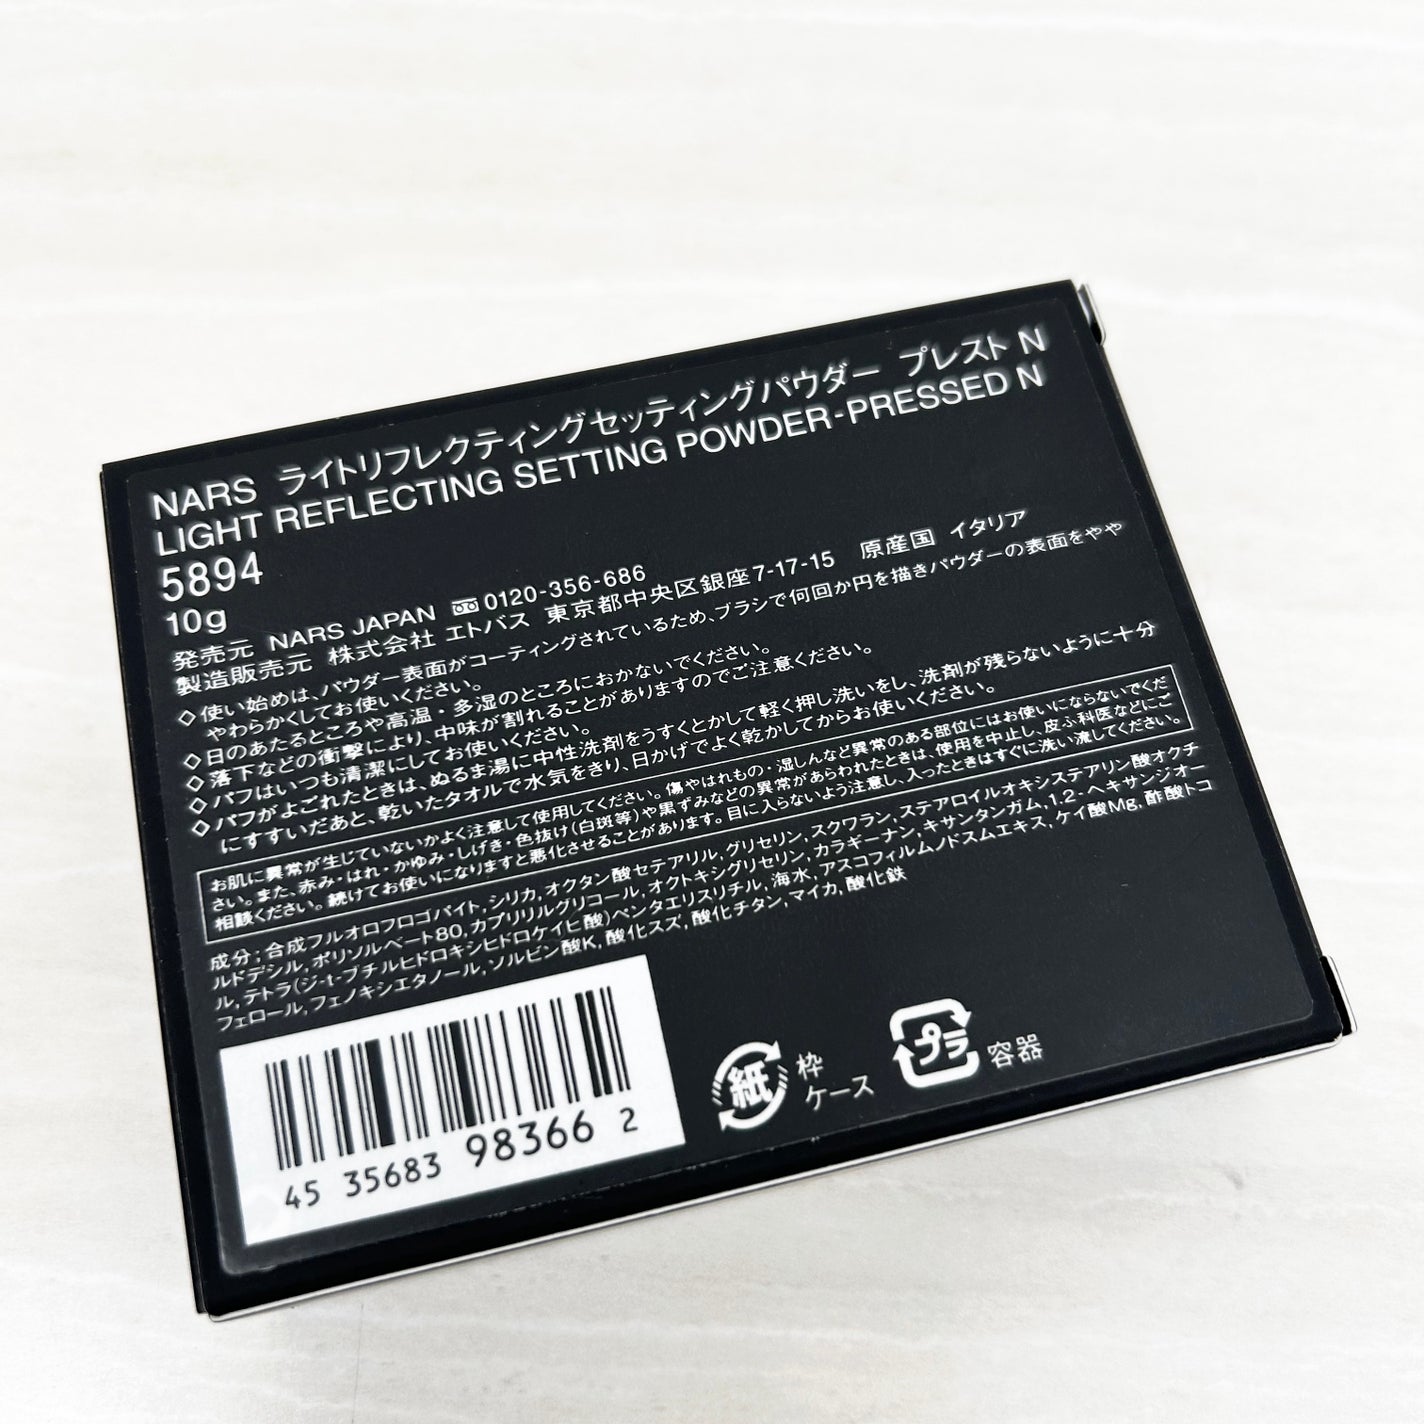 NARS ライトリフレクティングセッティングパウダー プレスト N
LIGHT REFLECTING SETTING POWDER-PRESSED N
5894
10g
発売元 NARS JAPAN 0120-356-686
製造販売元 株式会社 エトバス 東京都中央区銀座7-17-15 原産国 イタリア
◇使い始めは、パウダー表面がコーティングされているため、ブラシで何回か円を描きパウダーの表面をやや
やわらかくしてお使いください。
◇日のあたるところや高温・多湿のところにおかないでください。
◇落下などの衝撃により、中味が割れることがありますのでご注意ください。
◇パフはいつも清潔にしてお使いください。
◇パフがよごれたときは、ぬるま湯に中性洗剤をうすくとかして軽く押し洗いをし、洗剤が残らないように十分
にすすいだあと、乾いたタオルで水気をきり、日かげでよく乾かしてからお使いください。
お肌に異常が生じていないかよく注意して使用してください。傷やはれもの・湿しんなど異常のある部位にはお使いにならないでくだ
さい。また、赤み・はれ・かゆみ・しげき・色抜け(白斑等)や黒ずみなどの異常があらわれたときは、使用を中止し、皮ふ科医などにご
相談ください。続けてお使いになりますと悪化させることがあります。目に入らないよう注意し、入ったときはすぐに洗い流してください。
成分：合成フルオロフロゴパイト,シリカ,オクタン酸セテアリル,グリセリン,スクワラン,ステアロイルオキシステアリン酸オクチ
ルドデシル,ポリソルベート80,カプリリルグリコール,オクトキシグリセリン,カラギーナン,キサンタンガム,1,2-ヘキサンジオー
ル,テトラ(ジ-t-ブチルヒドロキシヒドロケイヒ酸)ペンタエリスリチル,海水,アスコフィルムノドスムエキス,ケイ酸Mg,酢酸トコ
フェロール,フェノキシエタノール,ソルビン酸K,酸化スズ,酸化チタン,マイカ,酸化鉄
45 35683 98366 2
紙 枠
ケース
プラ 容器